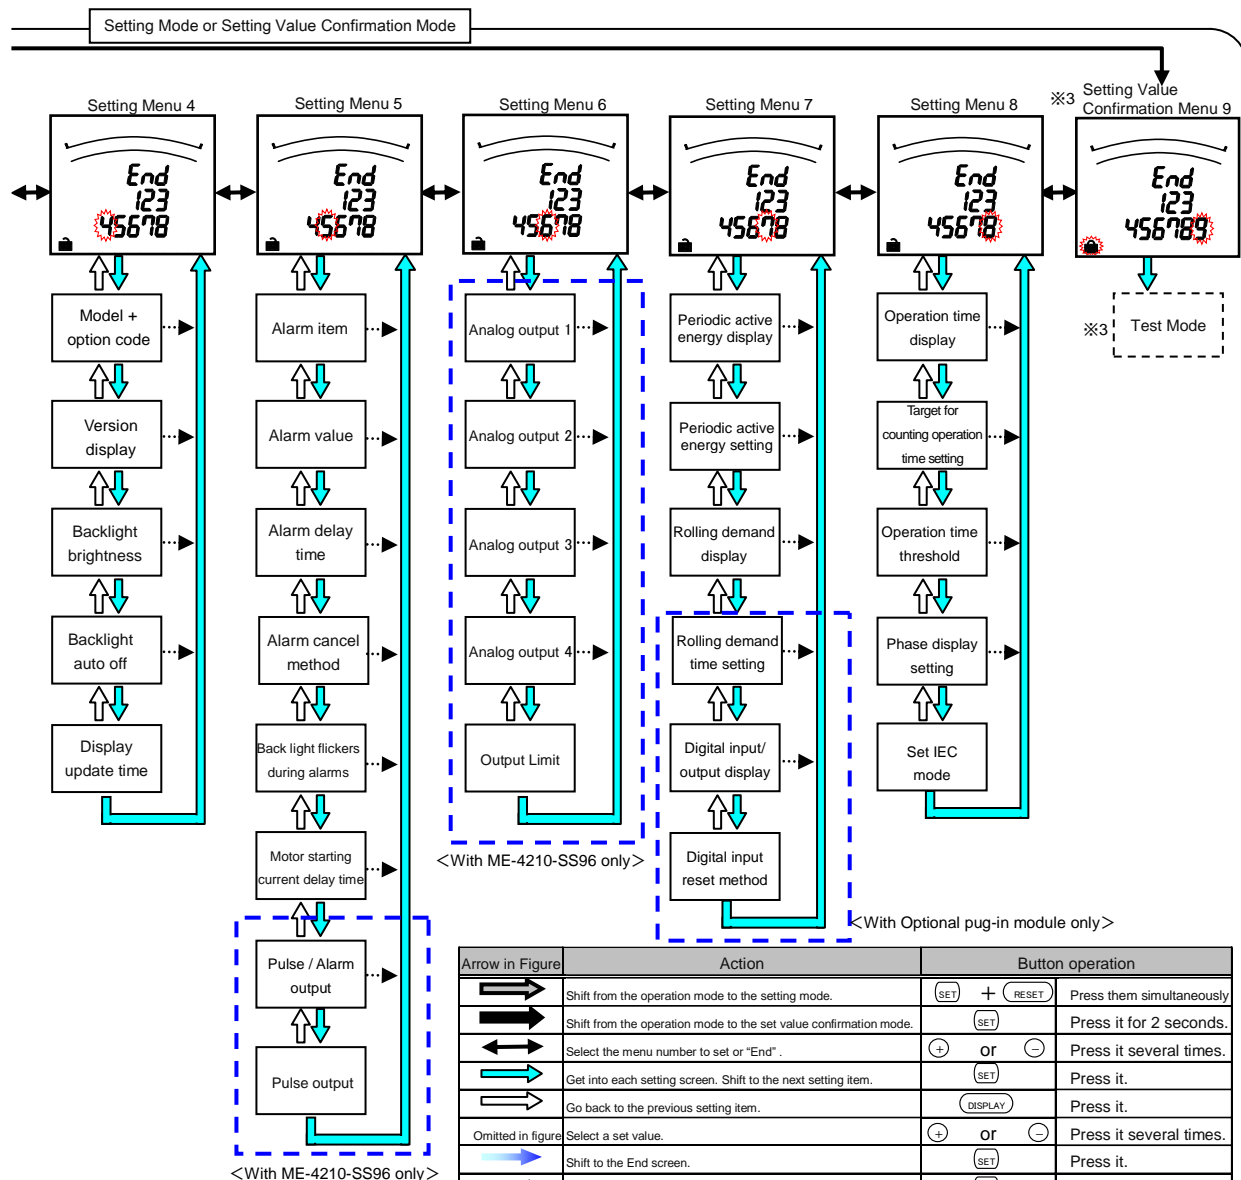 Setting Mode or Setting Value Confirmation Mode
Setting Menu 4
End
123
45678
Model +
option code
Version
display
Backlight
brightness
Backlight
auto off
Display
update time
Setting Menu 5
End
123
45678
Alarm item
Alarm value
Alarm delay
time
Alarm cancel
method
Back light flickers
during alarms
Motor starting
current delay time
Pulse / Alarm
output
Pulse output
<With ME-4210-SS96 only>
Setting Menu 6
End
123
45678
Analog output 1
Analog output 2
Analog output 3
Analog output 4
Output Limit
<With ME-4210-SS96 only>
Setting Menu 7
End
123
45678
Periodic active
energy display
Periodic active
energy setting
Rolling demand
display
Rolling demand
time setting
Digital input/
output display
Digital input
reset method
<With Optional pug-in module only>
Setting Menu 8
End
123
45678
Operation time
display
Target for
counting operation
time setting
Operation time
threshold
Phase display
setting
Set IEC
mode
※3 Setting Value
Confirmation Menu 9
End
123
456789
※3 Test Mode
Arrow in Figure Action Button operation
Shift from the operation mode to the setting mode. SET + RESET Press them simultaneously
Shift from the operation mode to the set value confirmation mode. SET Press it for 2 seconds.
Select the menu number to set or “End” . + or − Press it several times.
Get into each setting screen. Shift to the next setting item. SET Press it.
Go back to the previous setting item. DISPLAY Press it.
Omitted in figure Select a set value. + or − Press it several times.
Shift to the End screen. SET Press it.